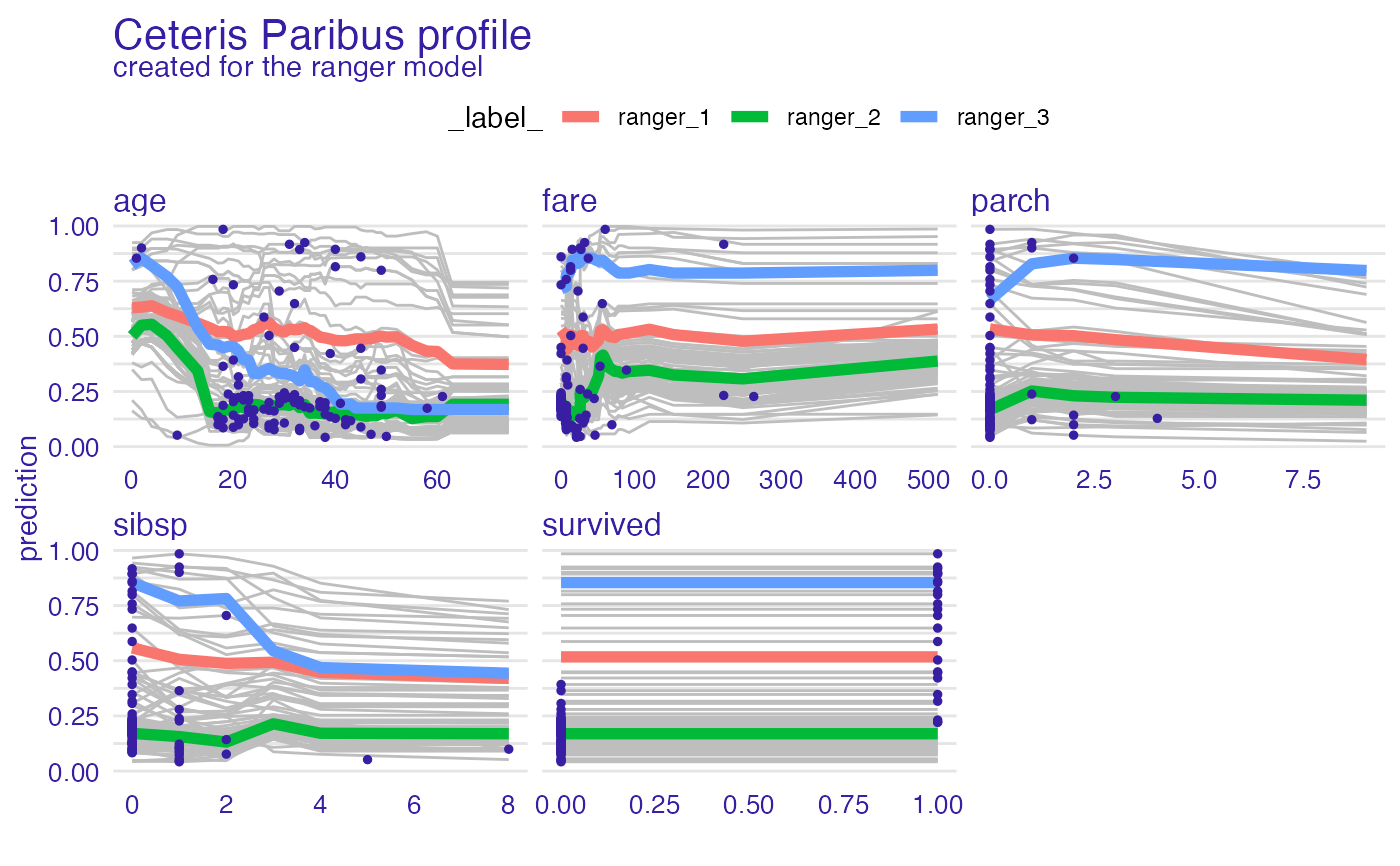 Ceteris Paribus profile
created for the ranger model
_label_ ranger_1 ranger_2 ranger_3
age fare parch
1.00
0.75
0.50
0.25
0.00
0 20 40 60 0 100 200 300 400 500 0.0 2.5 5.0 7.5
prediction
sibsp survived
1.00
0.75
0.50
0.25
0.00
0 2 4 6 8 0.00 0.25 0.50 0.75 1.00